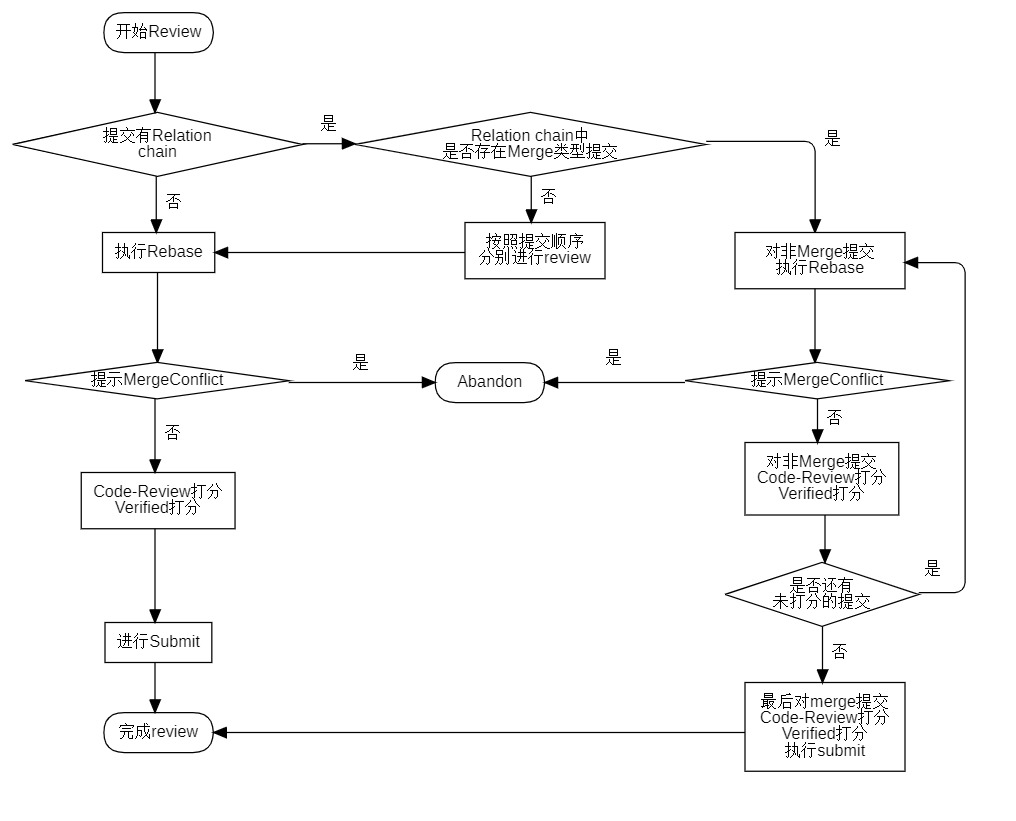 开始Review
提交有Relation
chain
是
Relation chain中
是否存在Merge类型提交
是
否
否
执行Rebase
按照提交顺序
分别进行review
对非Merge提交
执行Rebase
提示MergeConflict
是
Abandon
是
提示MergeConflict
否
否
Code-Review打分
Verified打分
对非Merge提交
Code-Review打分
Verified打分
是否还有
未打分的提交
是
进行Submit
否
完成review
最后对merge提交
Code-Review打分
Verified打分
执行submit